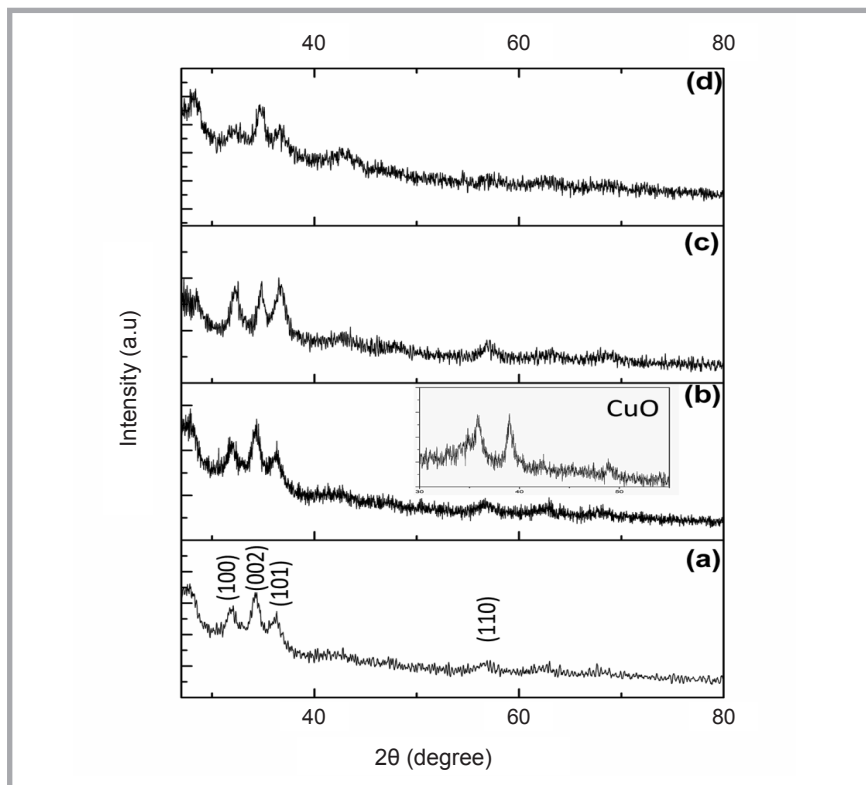 40 60 80
(d)
(c)
(b)
CuO
30 40 50
(a)
(100) (002) (101) (110)
40 60 80
Intensity (a.u)
2θ (degree)